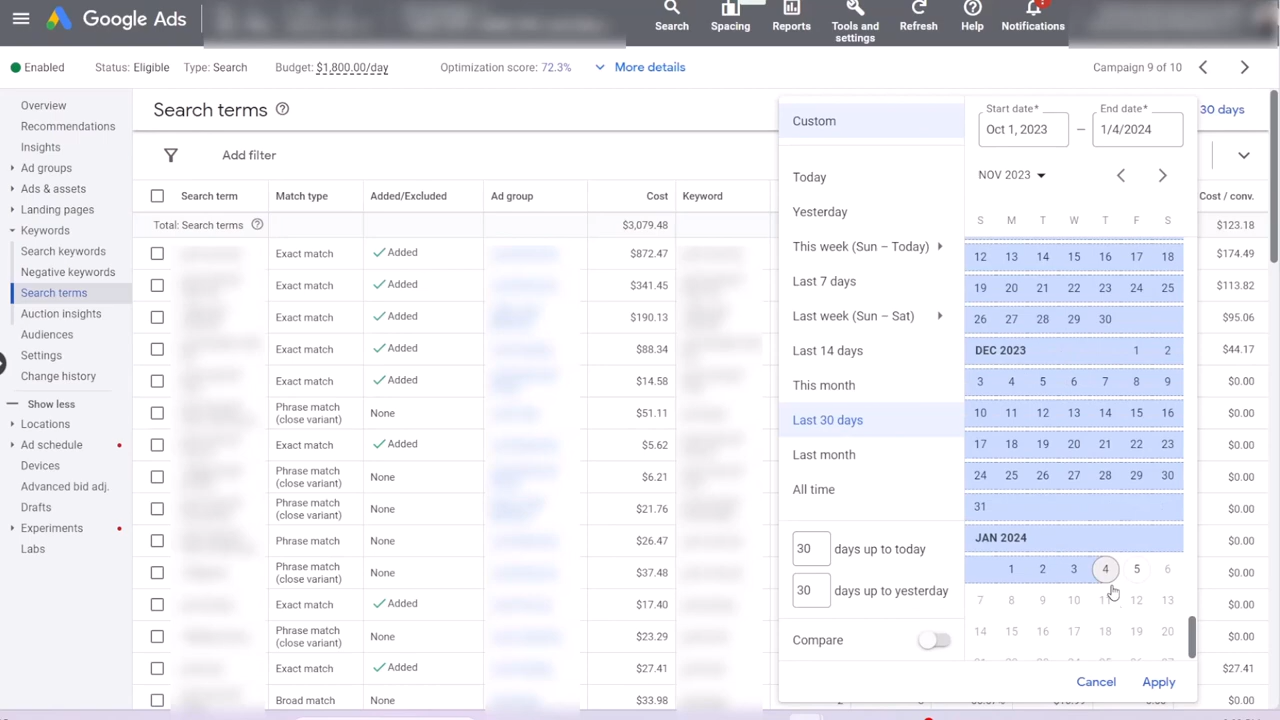 Google Ads
Search
Spacing
Reports
Tools and settings
Refresh
Help
Notifications
Enabled Status: Eligible Type: Search Budget: $1,800.00/day Optimization score: 72.3% More details Campaign 9 of 10
Overview
Recommendations
Insights
Ad groups
Ads & assets
Landing pages
Keywords
Search keywords
Negative keywords
Search terms
Auction insights
Audiences
Settings
Change history
Show less
Locations
Ad schedule
Devices
Advanced bid adj.
Drafts
Experiments
Labs
Search terms
30 days
Add filter
Search term Match type Added/Excluded Ad group Cost Keyword Cost / conv.
Total: Search terms $3,079.48 $123.18
Exact match Added $872.47 $174.49
Exact match Added $341.45 $113.82
Exact match Added $190.13 $95.06
Exact match Added $88.34 $44.17
Exact match Added $14.58 $0.00
Phrase match (close variant) None $51.11 $0.00
Exact match Added $5.62 $0.00
Phrase match (close variant) None $6.21 $0.00
Phrase match (close variant) None $21.76 $0.00
Phrase match None $26.47 $0.00
Phrase match (close variant) None $37.48 $0.00
Exact match Added $17.40 $0.00
Phrase match (close variant) None $23.29 $0.00
Exact match Added $27.41 $27.41
Broad match None $33.98
Custom
Today
Yesterday
This week (Sun – Today)
Last 7 days
Last week (Sun – Sat)
Last 14 days
This month
Last 30 days
Last month
All time
30 days up to today
30 days up to yesterday
Compare
Start date* End date*
Oct 1, 2023 – 1/4/2024
NOV 2023
S M T W T F S
12 13 14 15 16 17 18
19 20 21 22 23 24 25
26 27 28 29 30
DEC 2023 1 2
3 4 5 6 7 8 9
10 11 12 13 14 15 16
17 18 19 20 21 22 23
24 25 26 27 28 29 30
31
JAN 2024
1 2 3 4 5 6
7 8 9 10 11 12 13
14 15 16 17 18 19 20
Cancel Apply